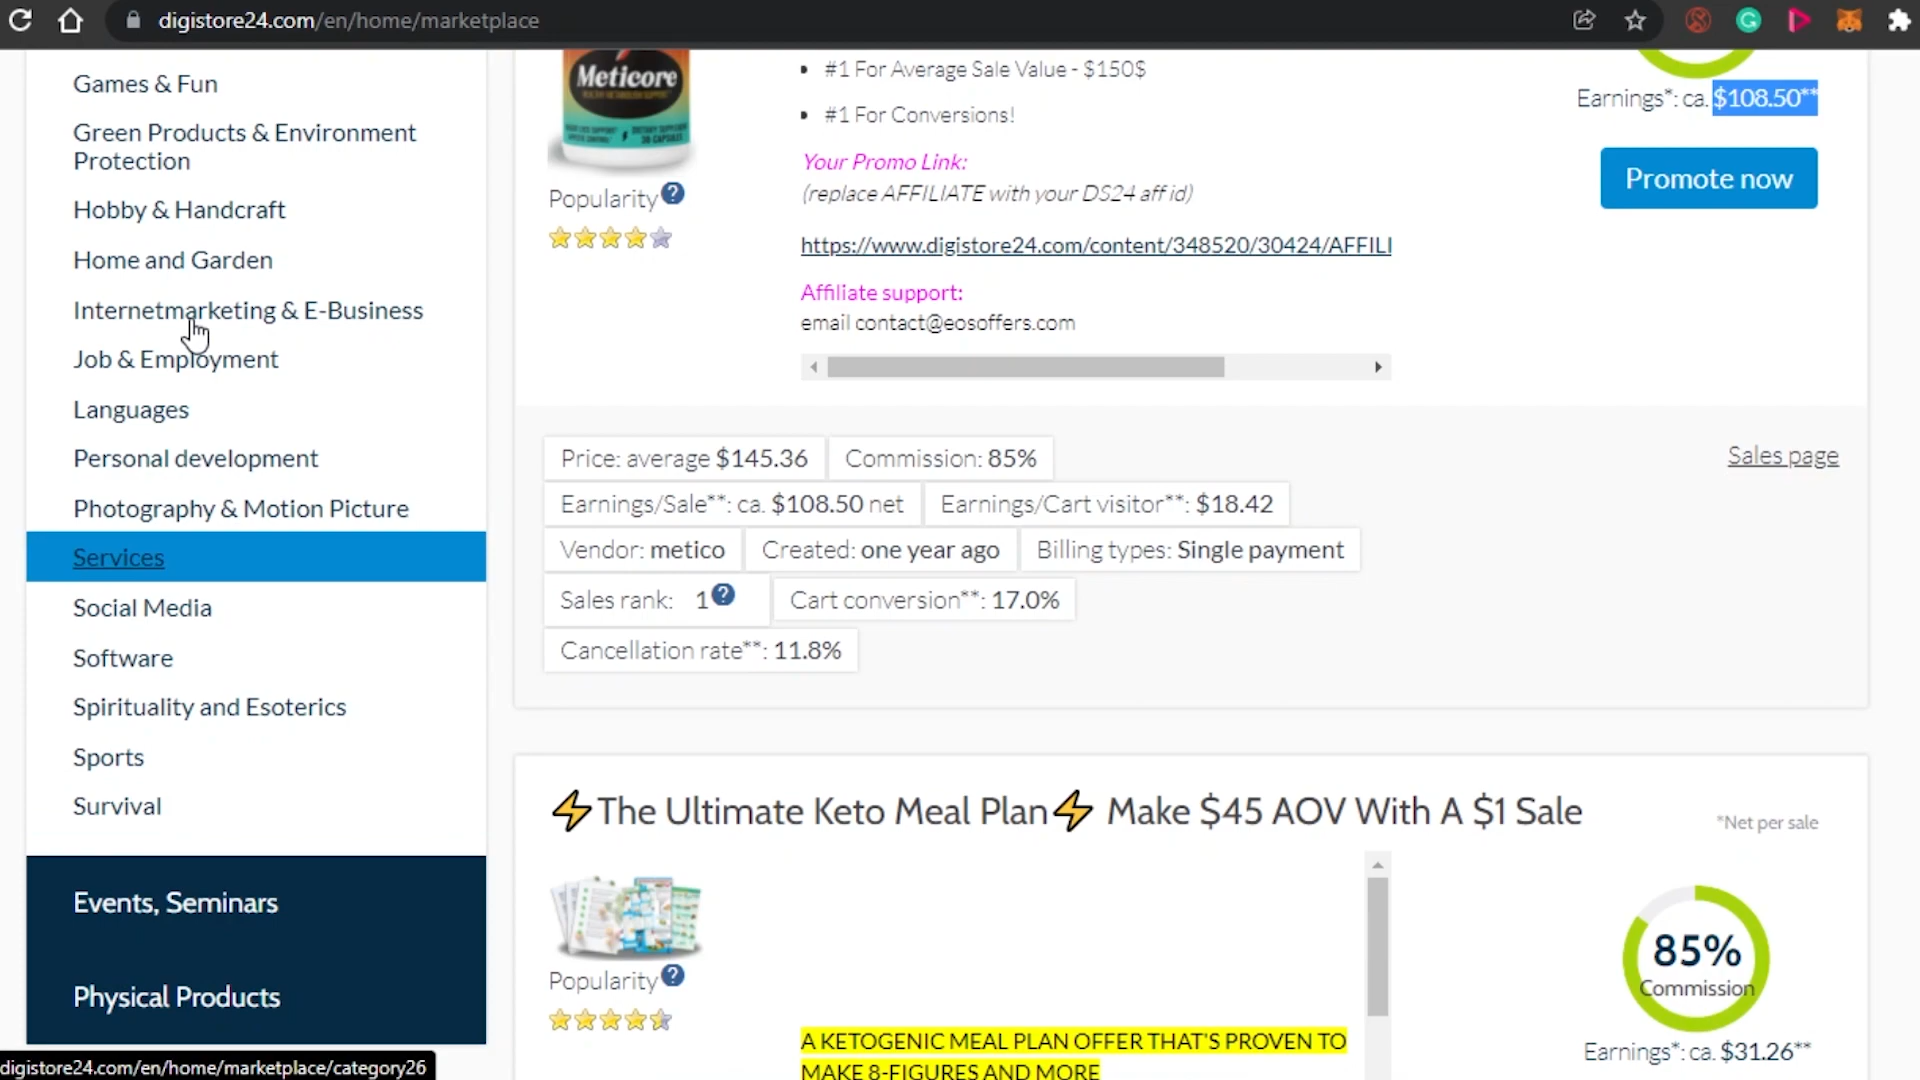 digistore24.com/en/home/marketplace
Games & Fun
Green Products & Environment
Protection
Hobby & Handcraft
Home and Garden
Internetmarketing & E-Business
Job & Employment
Languages
Personal development
Photography & Motion Picture
Services
Social Media
Software
Spirituality and Esoterics
Sports
Survival
Events, Seminars
Physical Products
digistore24.com/en/home/marketplace/category26
Meticore
Popularity
#1 For Average Sale Value - $150$
#1 For Conversions!
Your Promo Link:
(replace AFFILIATE with your DS24 aff id)
https://www.digistore24.com/content/348520/30424/AFFILI
Affiliate support:
email contact@eosoffers.com
Earnings*: ca. $108.50**
Promote now
Price: average $145.36
Commission: 85%
Earnings/Sale**: ca. $108.50 net
Earnings/Cart visitor**: $18.42
Vendor: metico
Created: one year ago
Billing types: Single payment
Sales rank: 1
Cart conversion**: 17.0%
Cancellation rate**: 11.8%
Sales page
⚡The Ultimate Keto Meal Plan⚡ Make $45 AOV With A $1 Sale
*Net per sale
Popularity
A KETOGENIC MEAL PLAN OFFER THAT'S PROVEN TO
MAKE 8-FIGURES AND MORE
85%
Commission
Earnings*: ca. $31.26**